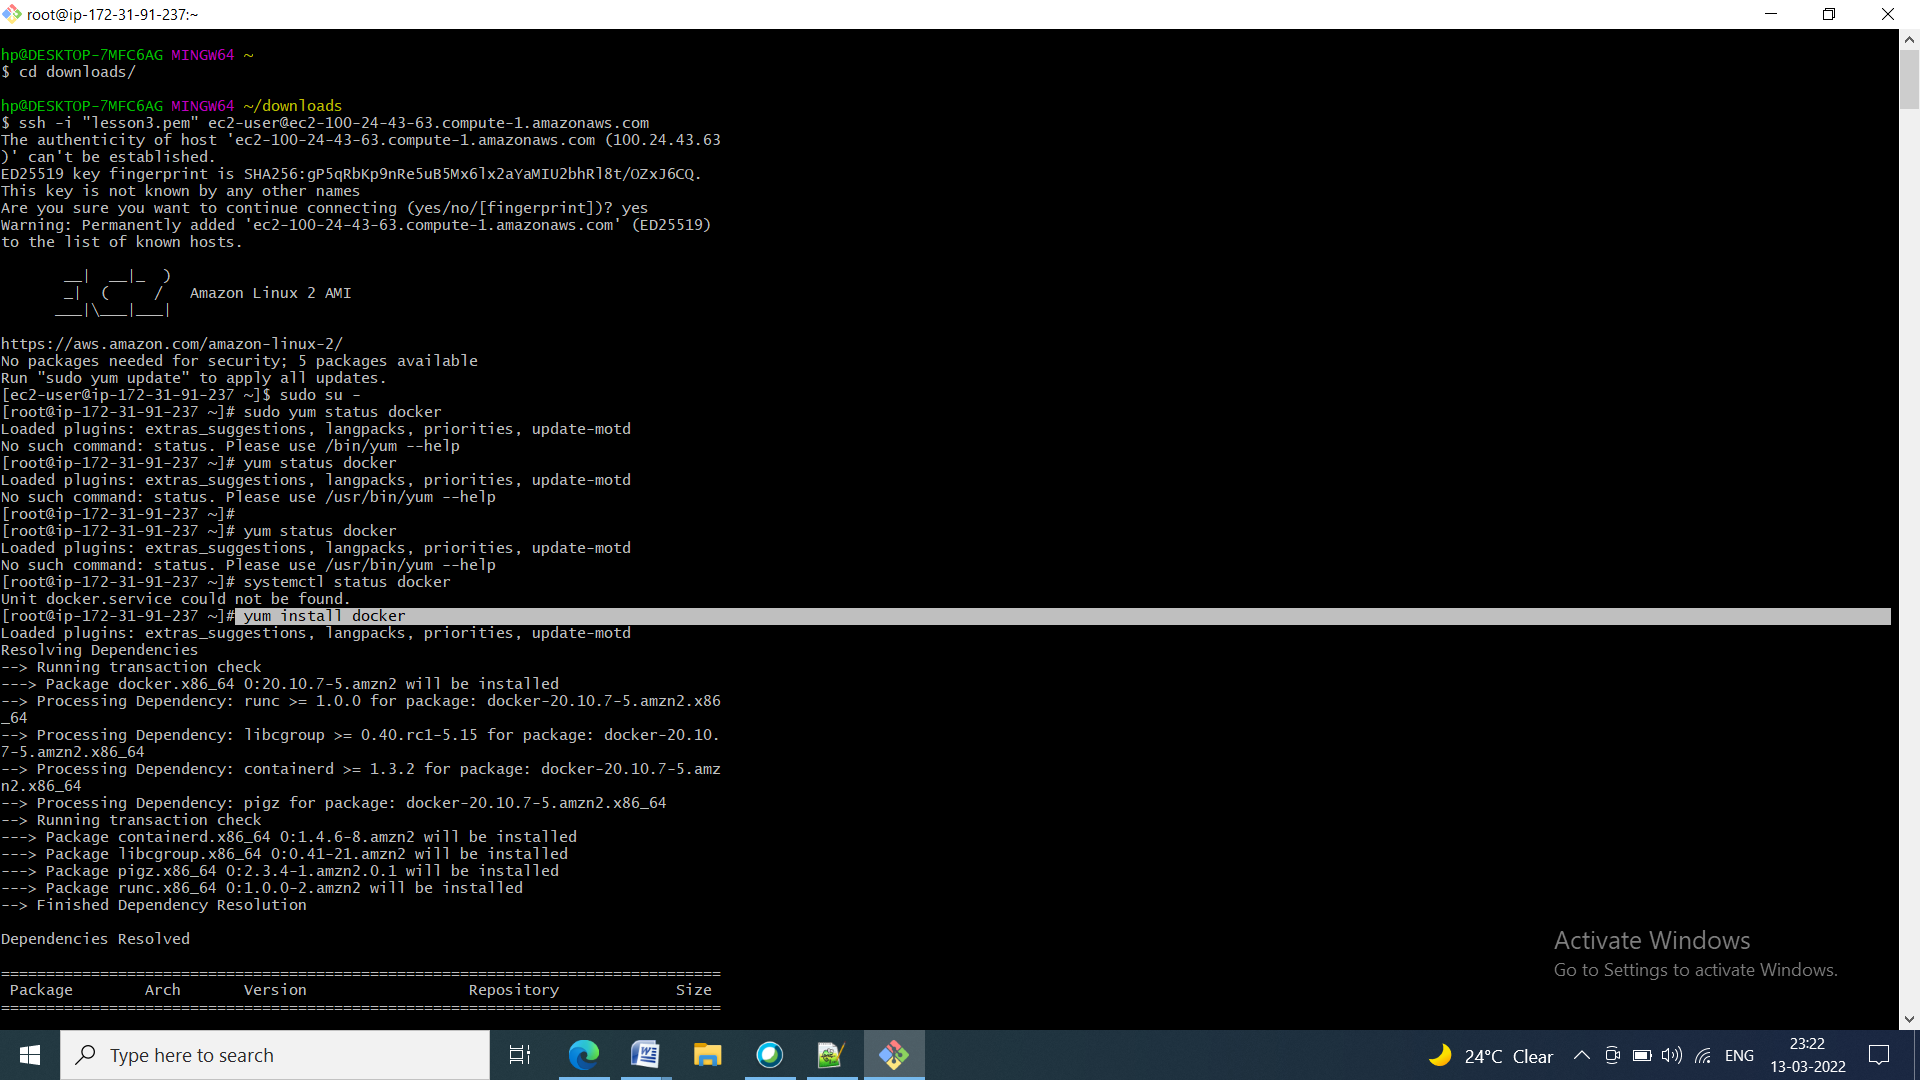 root@ip-172-31-91-237:~
hp@DESKTOP-7MFC6AG MINGW64 ~
$ cd downloads/
hp@DESKTOP-7MFC6AG MINGW64 ~/downloads
$ ssh -i "lesson3.pem" ec2-user@ec2-100-24-43-63.compute-1.amazonaws.com
The authenticity of host 'ec2-100-24-43-63.compute-1.amazonaws.com (100.24.43.63
)' can't be established.
ED25519 key fingerprint is SHA256:gP5qRbKp9nRe5uB5Mx6lx2aYaMIU2bhRl8t/OZxJ6CQ.
This key is not known by any other names
Are you sure you want to continue connecting (yes/no/[fingerprint])? yes
Warning: Permanently added 'ec2-100-24-43-63.compute-1.amazonaws.com' (ED25519)
to the list of known hosts.
__|  __|_  )
_|  (     /   Amazon Linux 2 AMI
___|\___|___|
https://aws.amazon.com/amazon-linux-2/
No packages needed for security; 5 packages available
Run "sudo yum update" to apply all updates.
[ec2-user@ip-172-31-91-237 ~]$ sudo su -
[root@ip-172-31-91-237 ~]# sudo yum status docker
Loaded plugins: extras_suggestions, langpacks, priorities, update-motd
No such command: status. Please use /bin/yum --help
[root@ip-172-31-91-237 ~]# yum status docker
Loaded plugins: extras_suggestions, langpacks, priorities, update-motd
No such command: status. Please use /usr/bin/yum --help
[root@ip-172-31-91-237 ~]#
[root@ip-172-31-91-237 ~]# yum status docker
Loaded plugins: extras_suggestions, langpacks, priorities, update-motd
No such command: status. Please use /usr/bin/yum --help
[root@ip-172-31-91-237 ~]# systemctl status docker
Unit docker.service could not be found.
[root@ip-172-31-91-237 ~]# yum install docker
Loaded plugins: extras_suggestions, langpacks, priorities, update-motd
Resolving Dependencies
--> Running transaction check
---> Package docker.x86_64 0:20.10.7-5.amzn2 will be installed
--> Processing Dependency: runc >= 1.0.0 for package: docker-20.10.7-5.amzn2.x86
_64
--> Processing Dependency: libcgroup >= 0.40.rc1-5.15 for package: docker-20.10.
7-5.amzn2.x86_64
--> Processing Dependency: containerd >= 1.3.2 for package: docker-20.10.7-5.amz
n2.x86_64
--> Processing Dependency: pigz for package: docker-20.10.7-5.amzn2.x86_64
--> Running transaction check
---> Package containerd.x86_64 0:1.4.6-8.amzn2 will be installed
---> Package libcgroup.x86_64 0:0.41-21.amzn2 will be installed
---> Package pigz.x86_64 0:2.3.4-1.amzn2.0.1 will be installed
---> Package runc.x86_64 0:1.0.0-2.amzn2 will be installed
--> Finished Dependency Resolution
Dependencies Resolved
================================================================================
Package        Arch       Version                  Repository             Size
================================================================================
Activate Windows
Go to Settings to activate Windows.
Type here to search
24°C Clear
ENG
23:22
13-03-2022